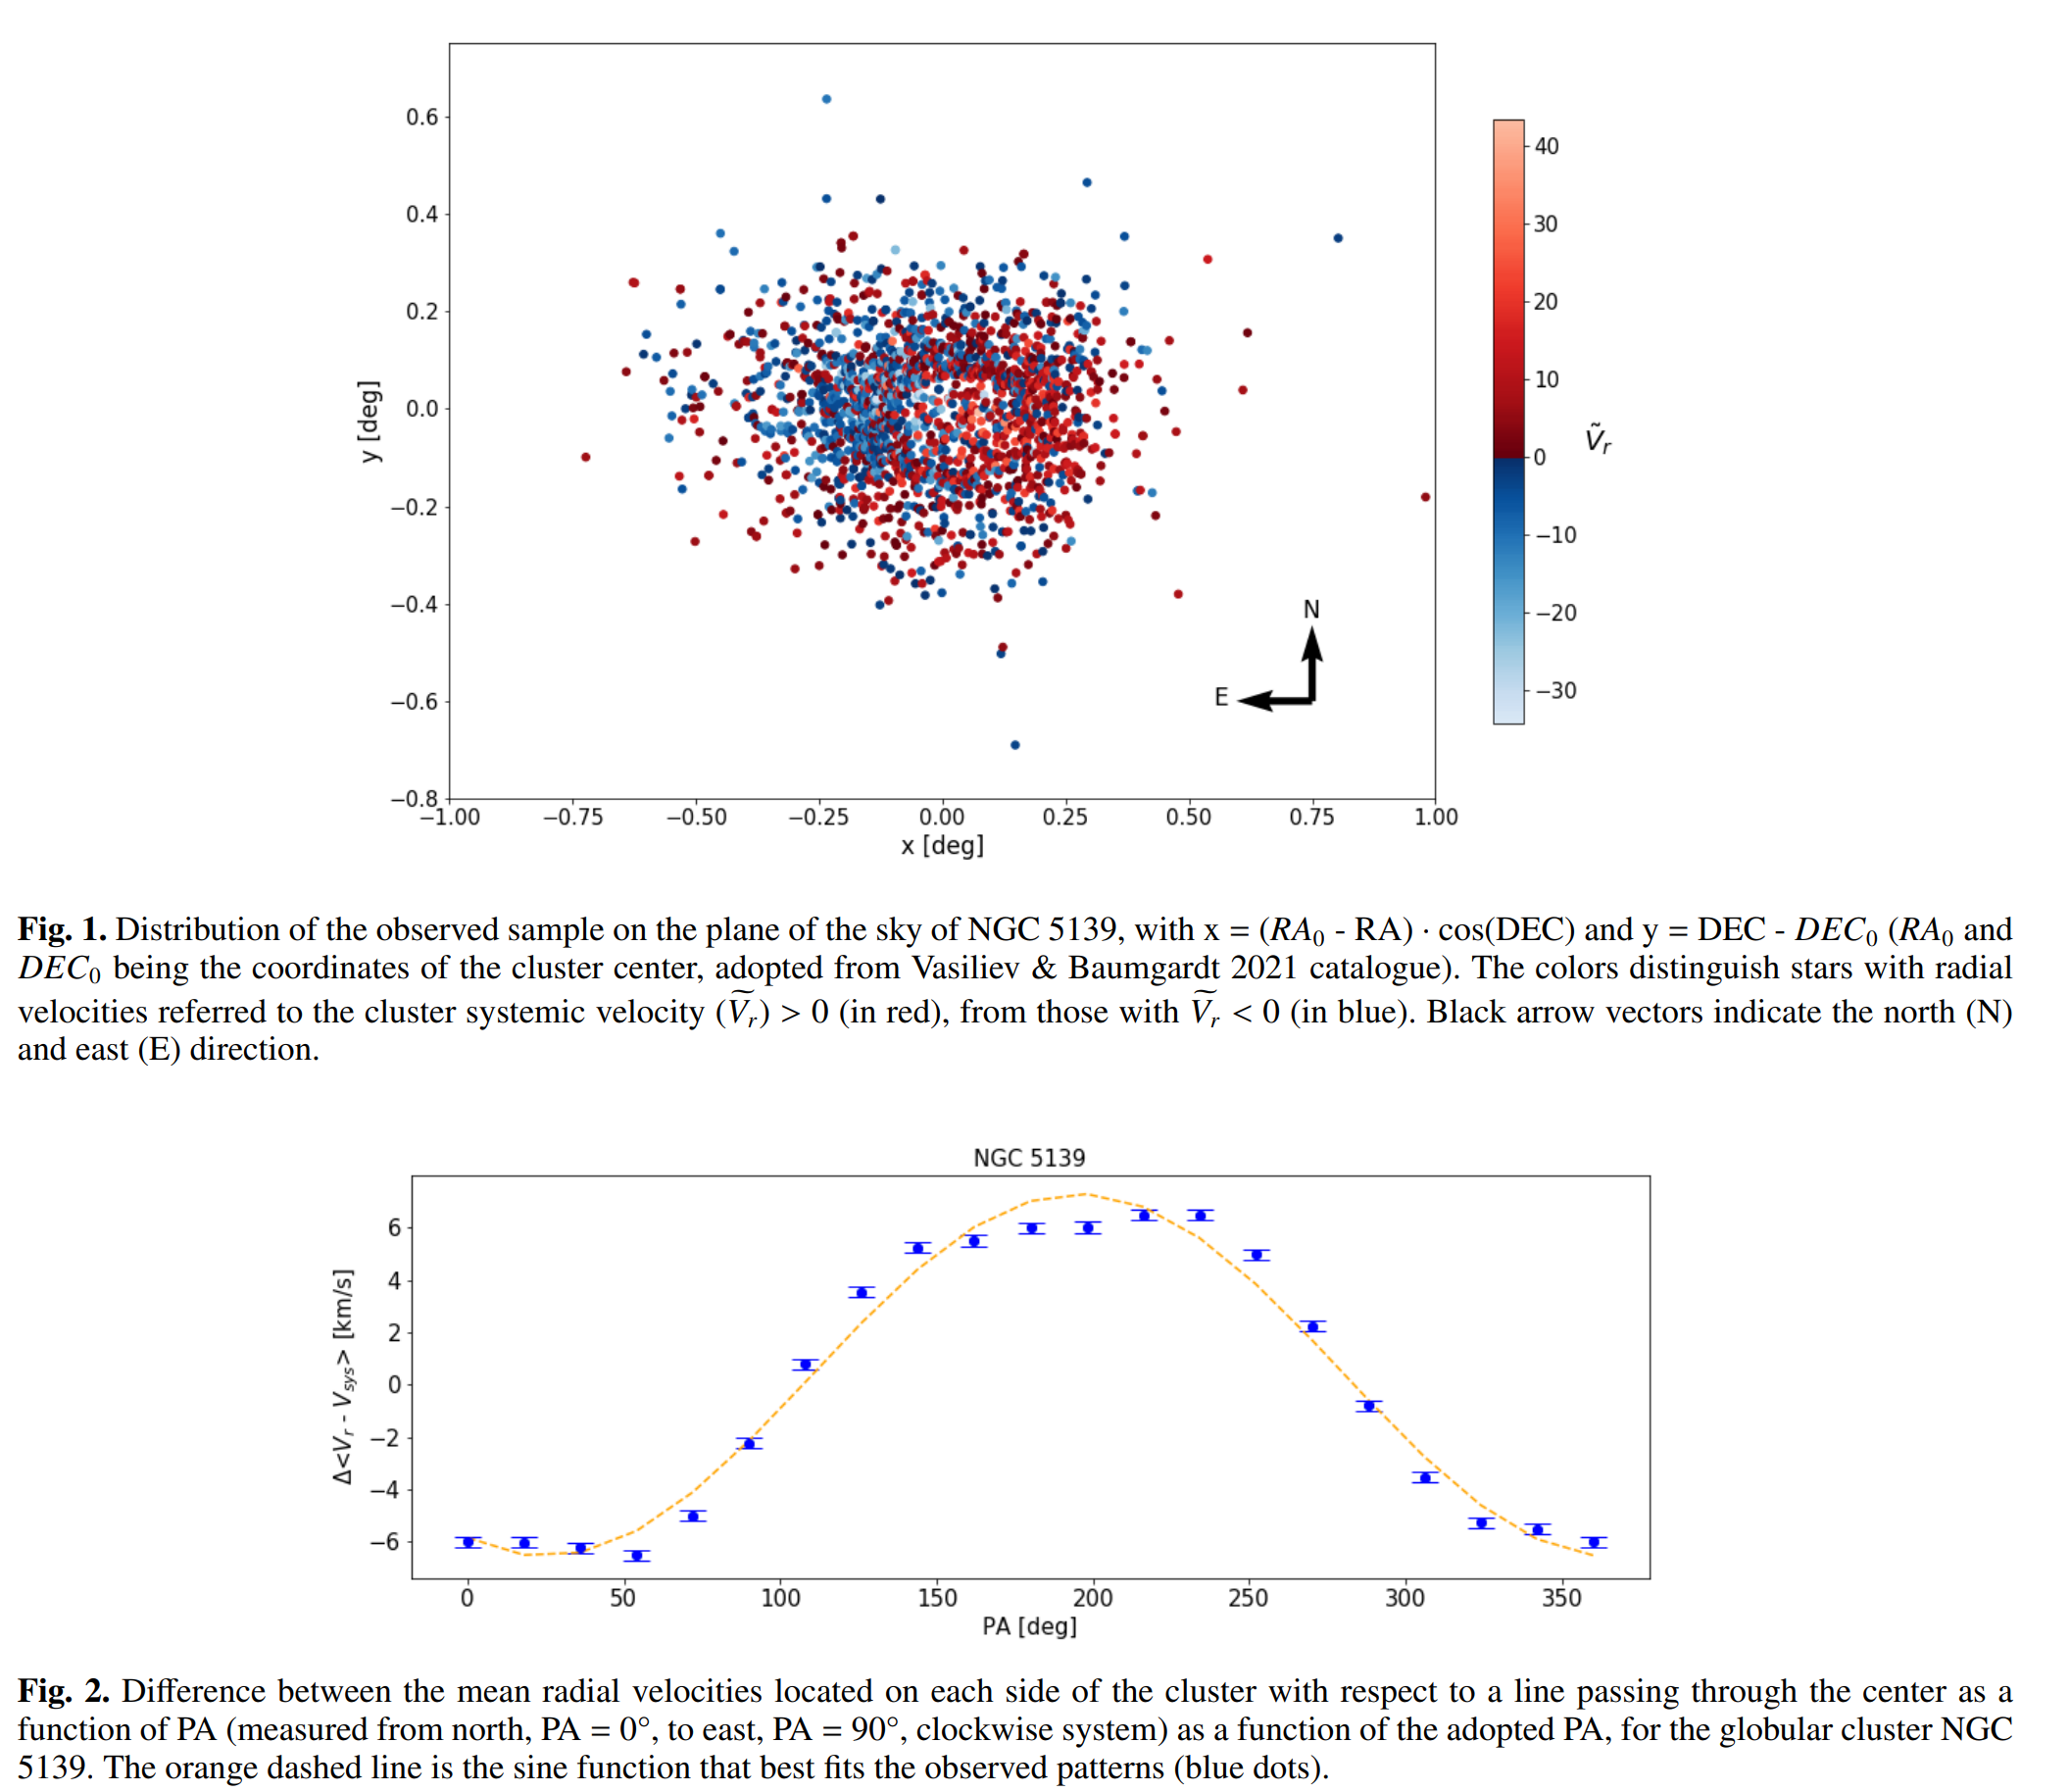 0.6
0.4
0.2
0.0
−0.2
−0.4
−0.6
−0.8
y [deg]
−1.00 −0.75 −0.50 −0.25 0.00 0.25 0.50 0.75 1.00
x [deg]
N
E
40
30
20
10
0
−10
−20
−30
Ṽr
Fig. 1. Distribution of the observed sample on the plane of the sky of NGC 5139, with x = (RA0 - RA) · cos(DEC) and y = DEC - DEC0 (RA0 and
DEC0 being the coordinates of the cluster center, adopted from Vasiliev & Baumgardt 2021 catalogue). The colors distinguish stars with radial
velocities referred to the cluster systemic velocity (Ṽr) > 0 (in red), from those with Ṽr < 0 (in blue). Black arrow vectors indicate the north (N)
and east (E) direction.
NGC 5139
6
4
2
0
−2
−4
−6
Δ<Vr - Vsys> [km/s]
0 50 100 150 200 250 300 350
PA [deg]
Fig. 2. Difference between the mean radial velocities located on each side of the cluster with respect to a line passing through the center as a
function of PA (measured from north, PA = 0°, to east, PA = 90°, clockwise system) as a function of the adopted PA, for the globular cluster NGC
5139. The orange dashed line is the sine function that best fits the observed patterns (blue dots).